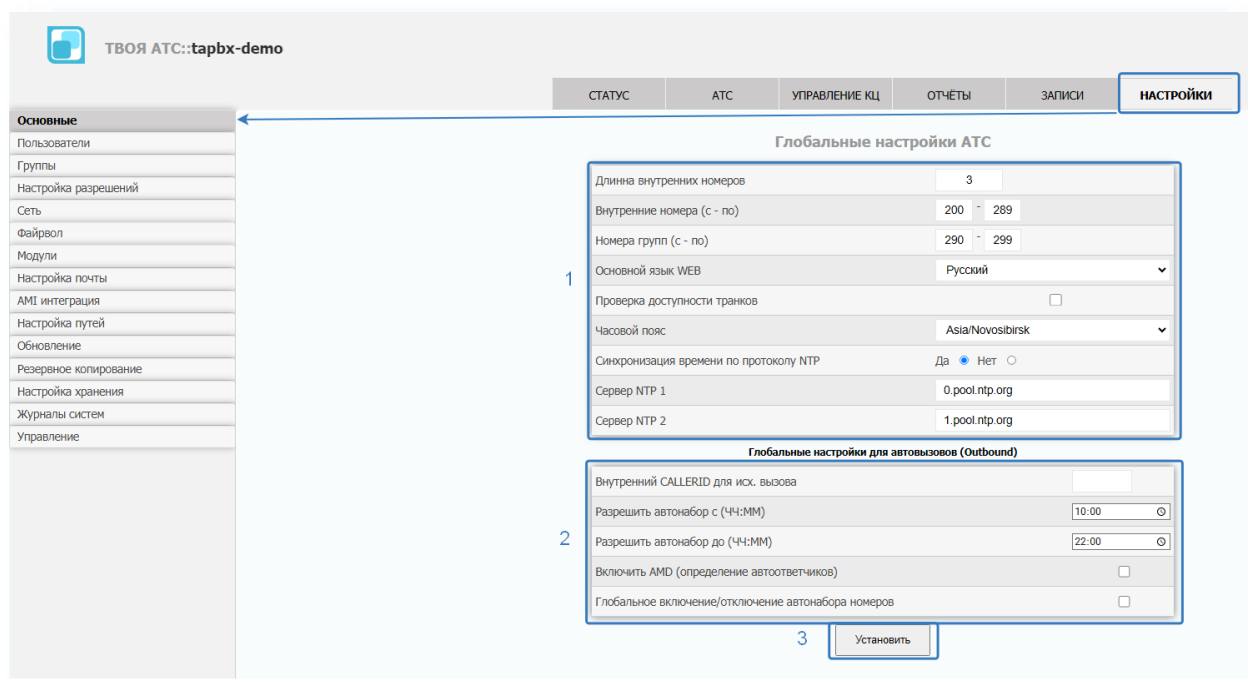 ТВОЯ АТС::tapbx-demo
СТАТУС АТС УПРАВЛЕНИЕ КЦ ОТЧЁТЫ ЗАПИСИ НАСТРОЙКИ
Основные
Пользователи
Группы
Настройка разрешений
Сеть
Файрвол
Модули
Настройка почты
AMI интеграция
Настройка путей
Обновление
Резервное копирование
Настройка хранения
Журналы систем
Управление
Глобальные настройки АТС
1
Длинна внутренних номеров 3
Внутренние номера (с - по) 200 - 289
Номера групп (с - по) 290 - 299
Основной язык WEB Русский
Проверка доступности транков
Часовой пояс Asia/Novosibirsk
Синхронизация времени по протоколу NTP Да Нет
Сервер NTP 1 0.pool.ntp.org
Сервер NTP 2 1.pool.ntp.org
Глобальные настройки для автовызовов (Outbound)
2
Внутренний CALLERID для исх. вызова
Разрешить автонабор с (ЧЧ:ММ) 10:00
Разрешить автонабор до (ЧЧ:ММ) 22:00
Включить AMD (определение автоответчиков)
Глобальное включение/отключение автонабора номеров
3 Установить